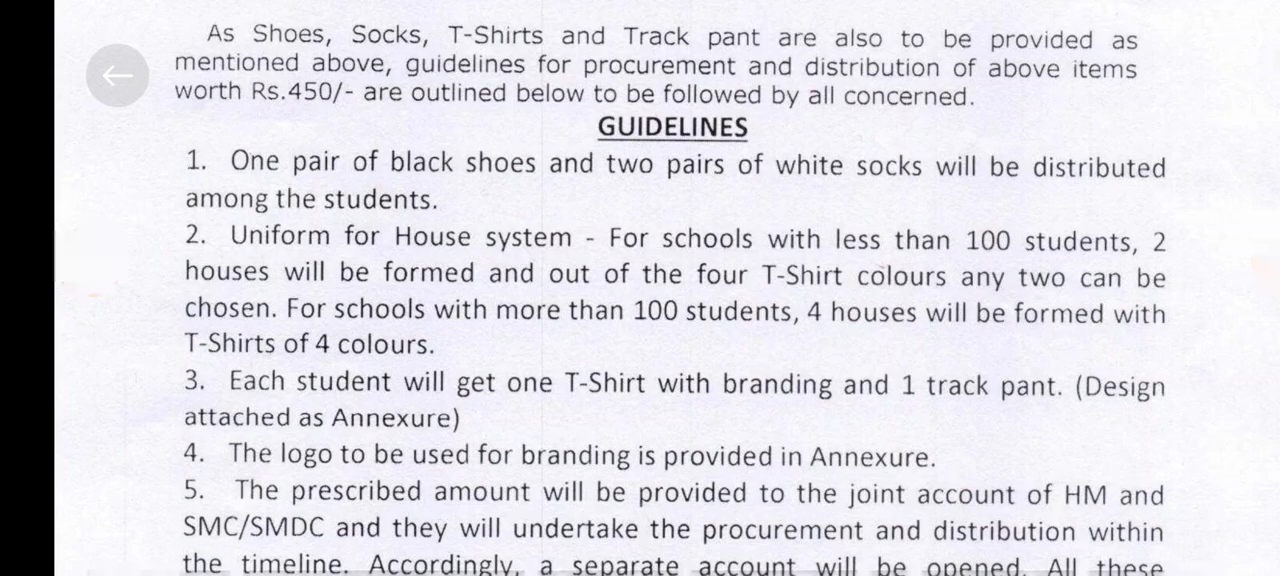 As Shoes, Socks, T-Shirts and Track pant are also to be provided as
mentioned above, guidelines for procurement and distribution of above items
worth Rs.450/- are outlined below to be followed by all concerned.
GUIDELINES
1. One pair of black shoes and two pairs of white socks will be distributed
among the students.
2. Uniform for House system - For schools with less than 100 students, 2
houses will be formed and out of the four T-Shirt colours any two can be
chosen. For schools with more than 100 students, 4 houses will be formed with
T-Shirts of 4 colours.
3. Each student will get one T-Shirt with branding and 1 track pant. (Design
attached as Annexure)
4. The logo to be used for branding is provided in Annexure.
5. The prescribed amount will be provided to the joint account of HM and
SMC/SMDC and they will undertake the procurement and distribution within
the timeline. Accordingly, a separate account will be opened. All these